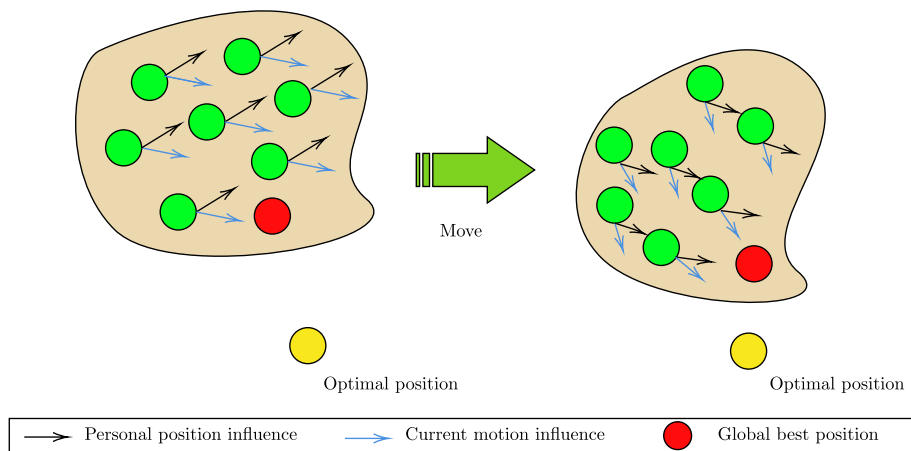 Move
Optimal position
Optimal position
Personal position influence
Current motion influence
Global best position